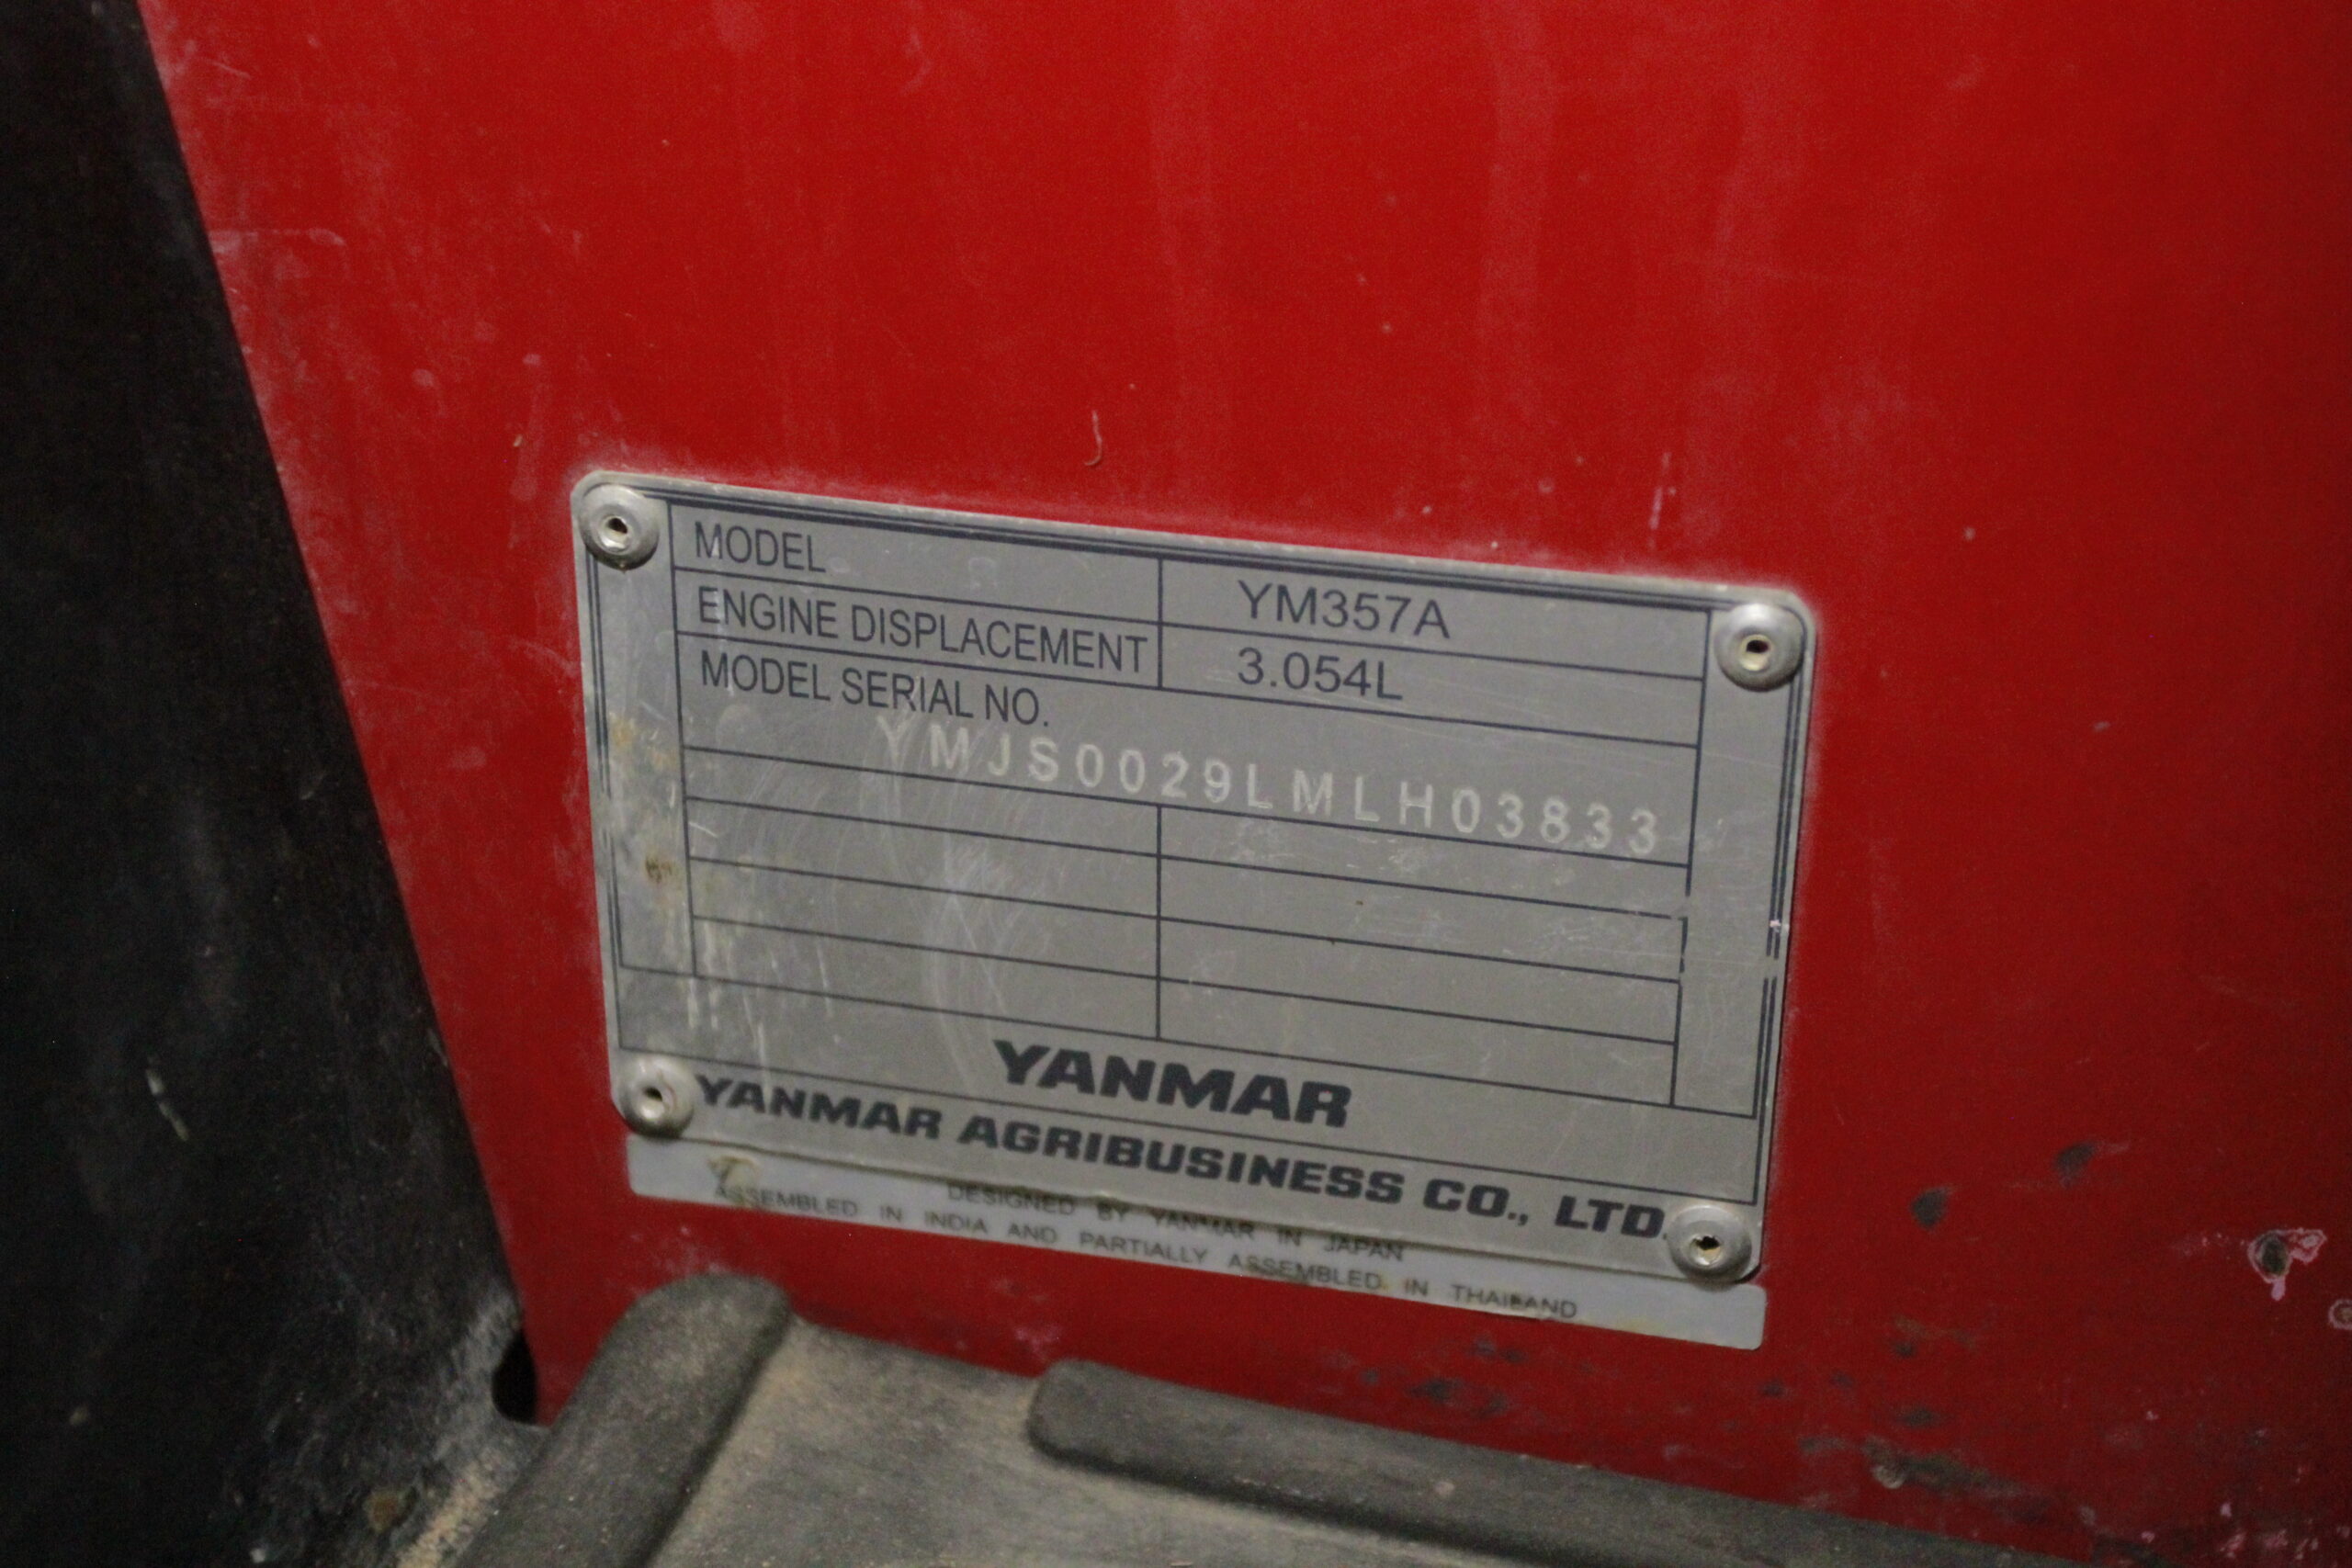 MODEL YM357A
ENGINE DISPLACEMENT 3.054L
MODEL SERIAL NO.
YMJS0029LMLH03833
YANMAR
YANMAR AGRIBUSINESS CO., LTD.
DESIGNED BY YANMAR IN JAPAN
ASSEMBLED IN INDIA AND PARTIALLY ASSEMBLED IN THAILAND